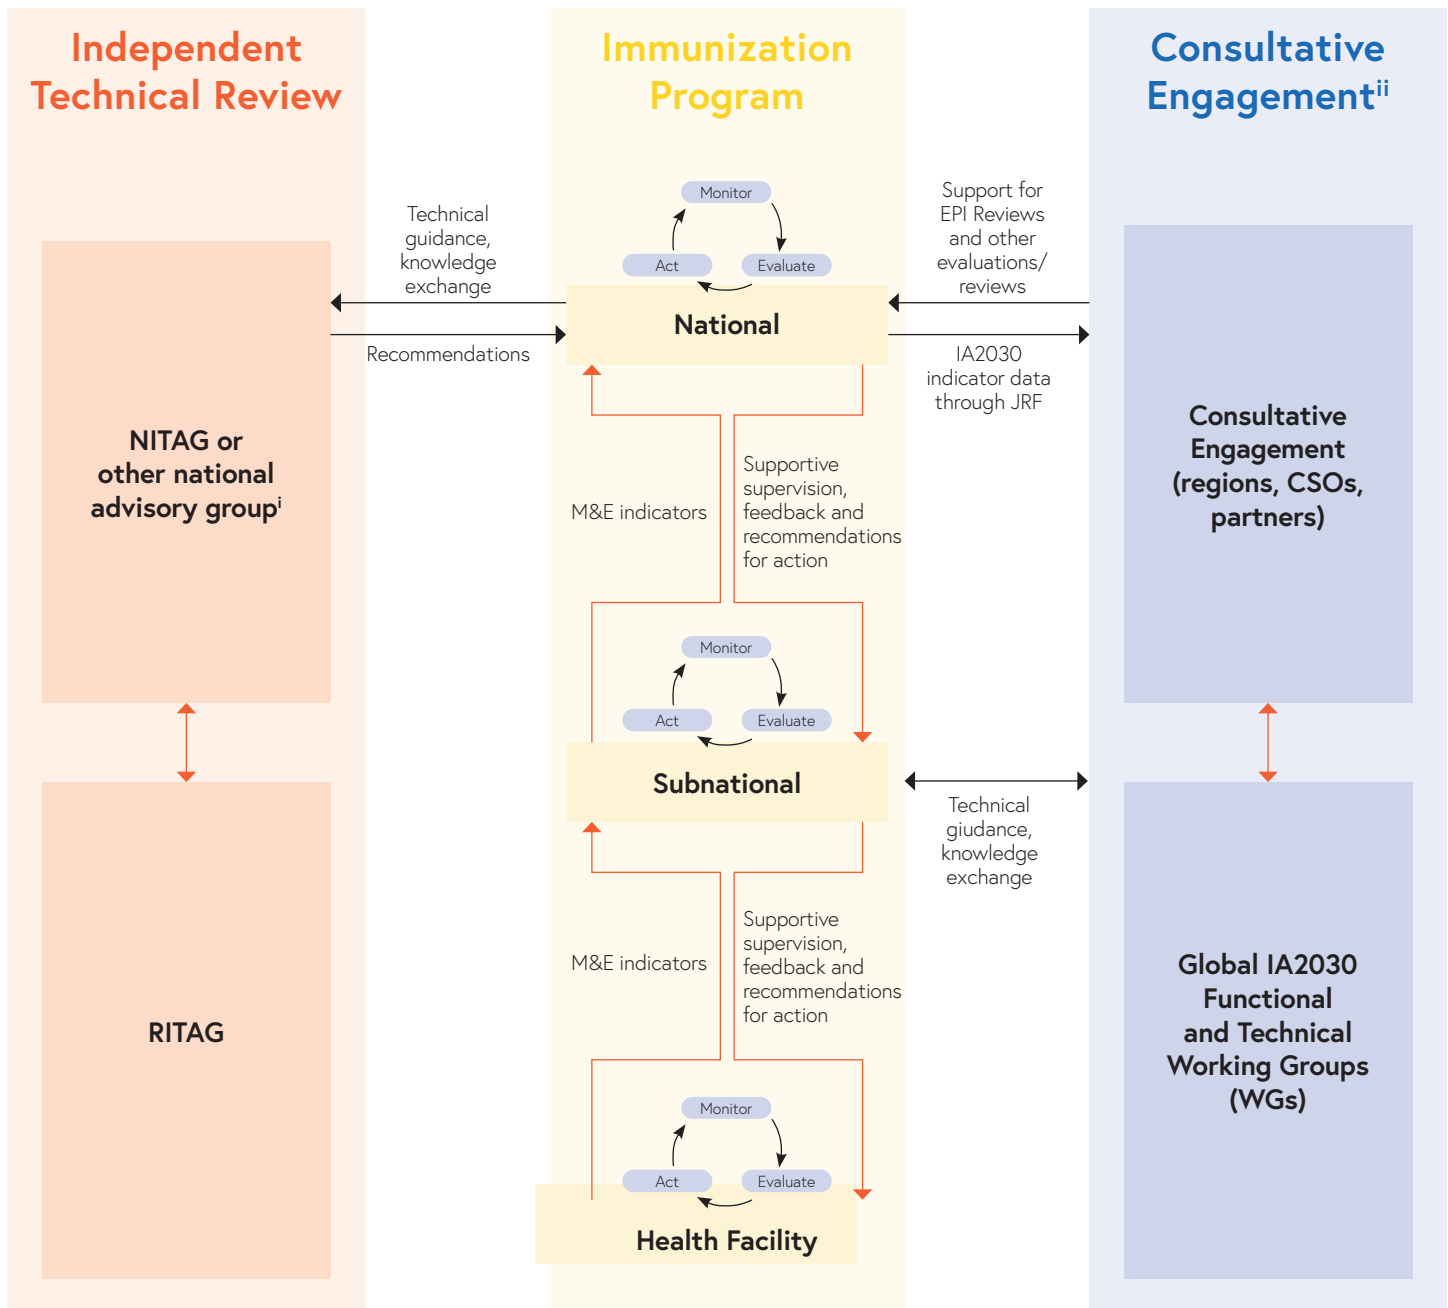 Independent
Technical Review
Immunization
Program
Consultative
Engagementii
Technical
guidance,
knowledge
exchange
Recommendations
NITAG or
other national
advisory groupi
RITAG
Monitor
Act
Evaluate
National
M&E indicators
Supportive
supervision,
feedback and
recommendations
for action
Monitor
Act
Evaluate
Subnational
M&E indicators
Supportive
supervision,
feedback and
recommendations
for action
Monitor
Act
Evaluate
Health Facility
Support for
EPI Reviews
and other
evaluations/
reviews
IA2030
indicator data
through JRF
Technical
giudance,
knowledge
exchange
Consultative
Engagement
(regions, CSOs,
partners)
Global IA2030
Functional
and Technical
Working Groups
(WGs)